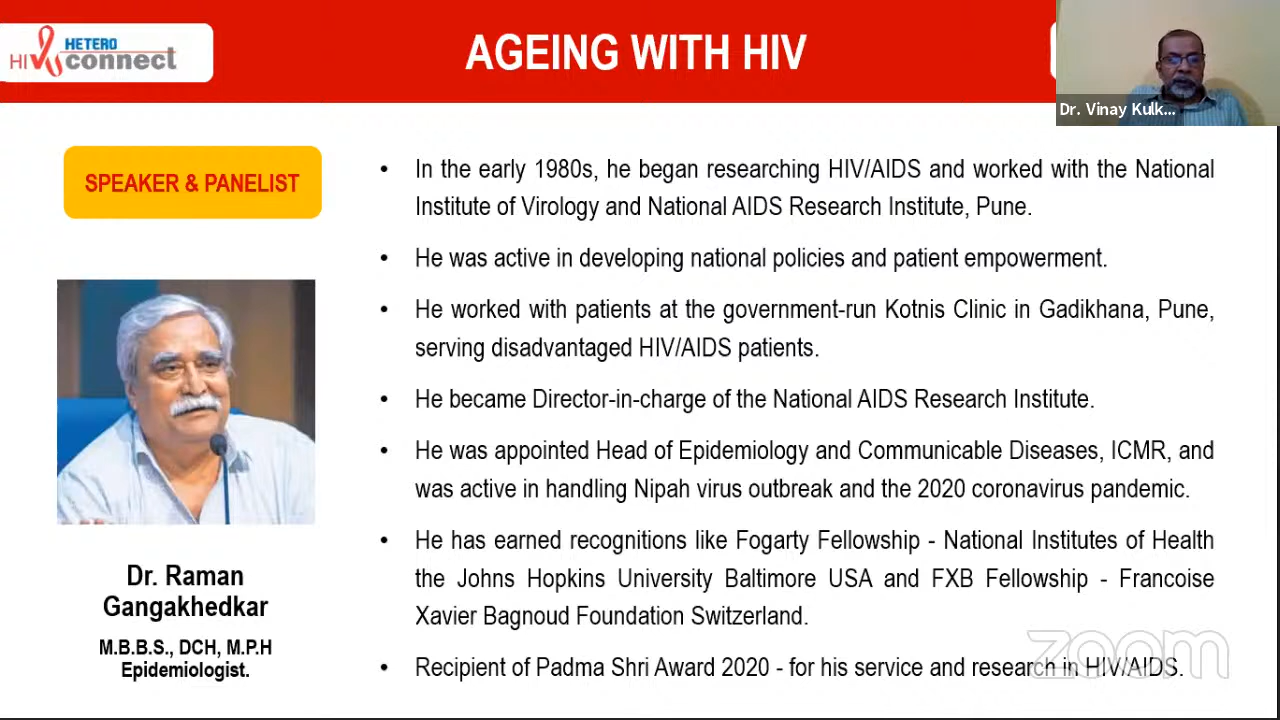 HIV HETERO connect
AGEING WITH HIV
Dr. Vinay Kulk...
SPEAKER & PANELIST
Dr. Raman
Gangakhedkar
M.B.B.S., DCH, M.P.H
Epidemiologist.
• In the early 1980s, he began researching HIV/AIDS and worked with the National
Institute of Virology and National AIDS Research Institute, Pune.
• He was active in developing national policies and patient empowerment.
• He worked with patients at the government-run Kotnis Clinic in Gadikhana, Pune,
serving disadvantaged HIV/AIDS patients.
• He became Director-in-charge of the National AIDS Research Institute.
• He was appointed Head of Epidemiology and Communicable Diseases, ICMR, and
was active in handling Nipah virus outbreak and the 2020 coronavirus pandemic.
• He has earned recognitions like Fogarty Fellowship - National Institutes of Health
the Johns Hopkins University Baltimore USA and FXB Fellowship - Francoise
Xavier Bagnoud Foundation Switzerland.
• Recipient of Padma Shri Award 2020 - for his service and research in HIV/AIDS.
zoom